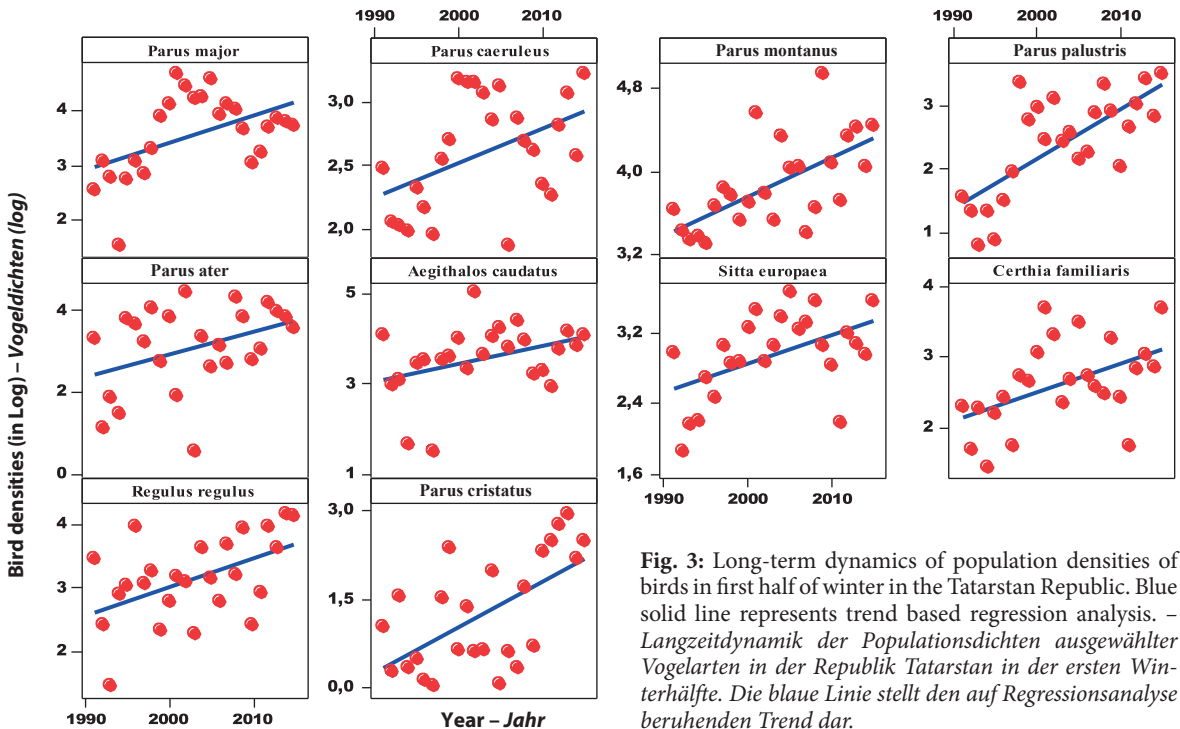 1990 2000 2010
1990 2000 2010
Parus major
Parus caeruleus
Parus montanus
Parus palustris
4
3
2
3,0
2,5
2,0
4,8
4,0
3,2
3
2
1
Parus ater
Aegithalos caudatus
Sitta europaea
Certhia familiaris
4
2
0
5
3
1
3,2
2,4
1,6
4
3
2
1990 2000 2010
Regulus regulus
Parus cristatus
4
3
2
3,0
1,5
0,0
1990 2000 2010
1990 2000 2010
Bird densities (in Log) – Vogeldichten (log)
Year – Jahr
Fig. 3: Long-term dynamics of population densities of
birds in first half of winter in the Tatarstan Republic. Blue
solid line represents trend based regression analysis. –
Langzeitdynamik der Populationsdichten ausgewählter
Vogelarten in der Republik Tatarstan in der ersten Win-
terhälfte. Die blaue Linie stellt den auf Regressionsanalyse
beruhenden Trend dar.